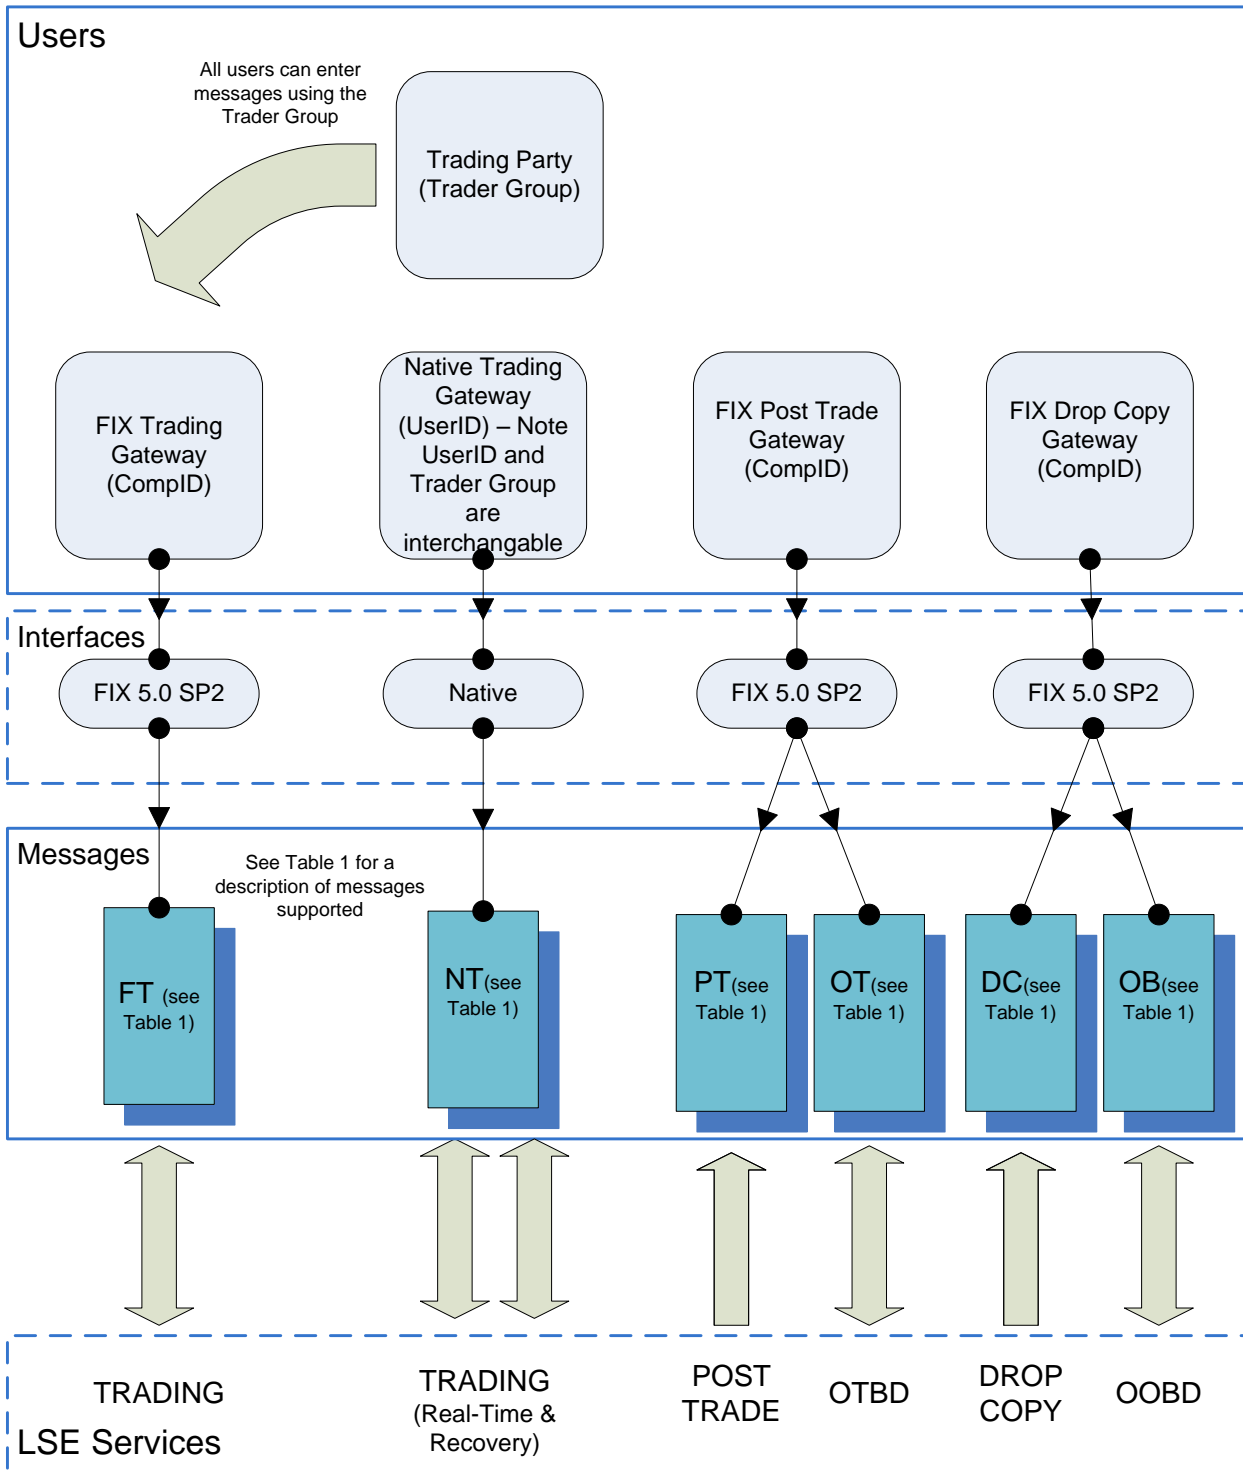 Users
All users can enter
messages using the
Trader Group
Trading Party
(Trader Group)
FIX Trading
Gateway
(CompID)
Native Trading
Gateway
(UserID) – Note
UserID and
Trader Group
are
interchangable
FIX Post Trade
Gateway
(CompID)
FIX Drop Copy
Gateway
(CompID)
Interfaces
FIX 5.0 SP2
Native
FIX 5.0 SP2
FIX 5.0 SP2
Messages
See Table 1 for a
description of messages
supported
FT (see
Table 1)
NT(see
Table 1)
PT(see
Table 1)
OT(see
Table 1)
DC(see
Table 1)
OB(see
Table 1)
TRADING
TRADING
(Real-Time &
Recovery)
POST
TRADE
OTBD
DROP
COPY
OOBD
LSE Services